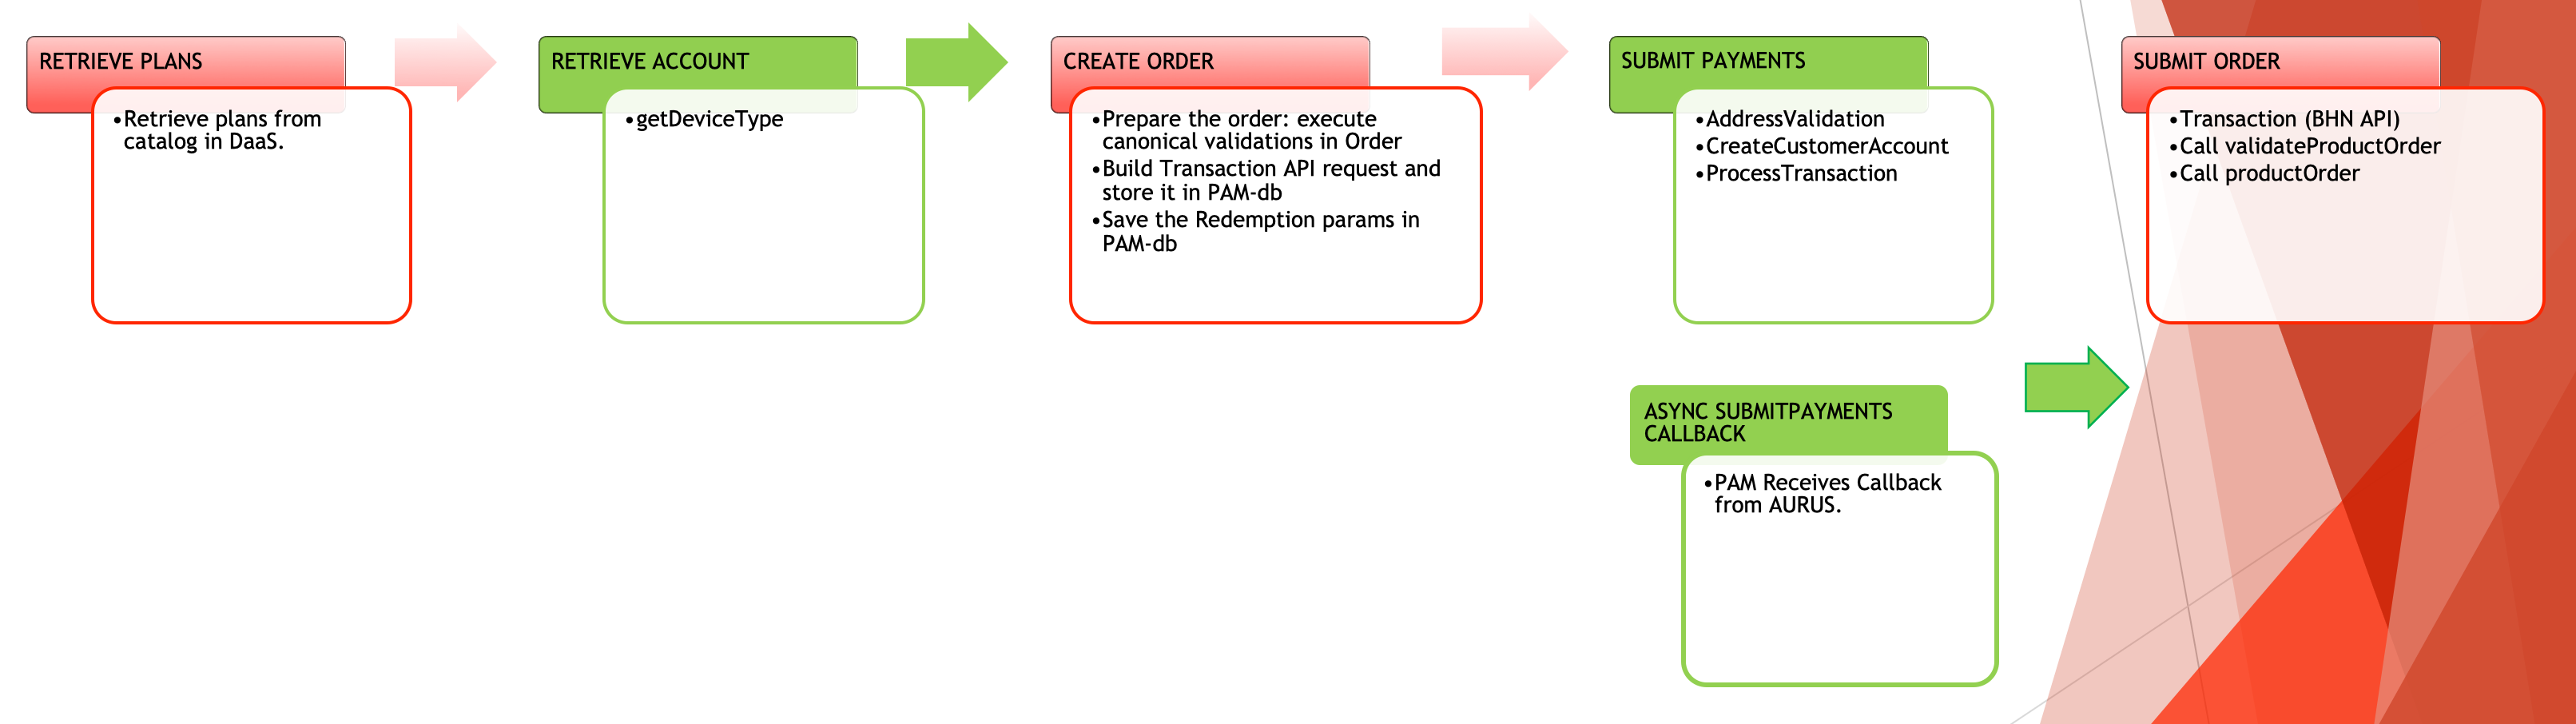 RETRIEVE PLANS
•Retrieve plans from
catalog in DaaS.
RETRIEVE ACCOUNT
•getDeviceType
CREATE ORDER
•Prepare the order: execute
canonical validations in Order
•Build Transaction API request and
store it in PAM-db
•Save the Redemption params in
PAM-db
SUBMIT PAYMENTS
•AddressValidation
•CreateCustomerAccount
•ProcessTransaction
ASYNC SUBMITPAYMENTS
CALLBACK
•PAM Receives Callback
from AURUS.
SUBMIT ORDER
•Transaction (BHN API)
•Call validateProductOrder
•Call productOrder